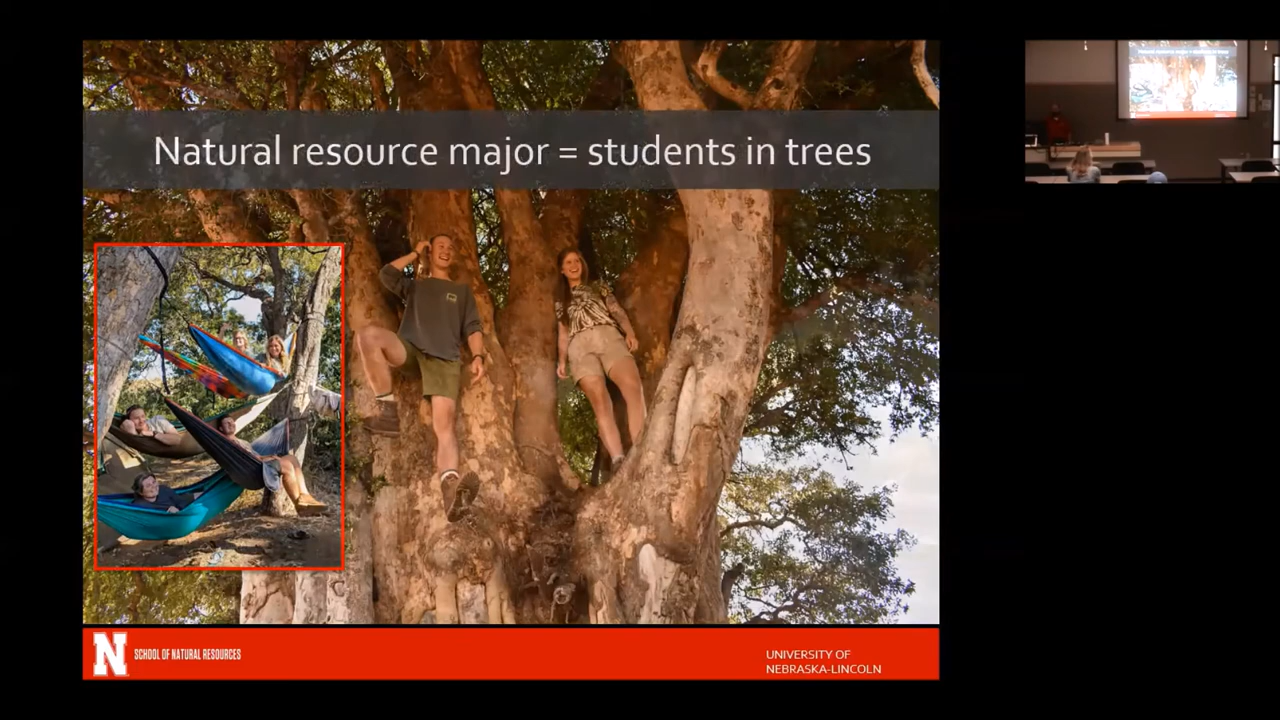 Natural resource major = students in trees
N
SCHOOL OF NATURAL RESOURCES
UNIVERSITY OF
NEBRASKA-LINCOLN